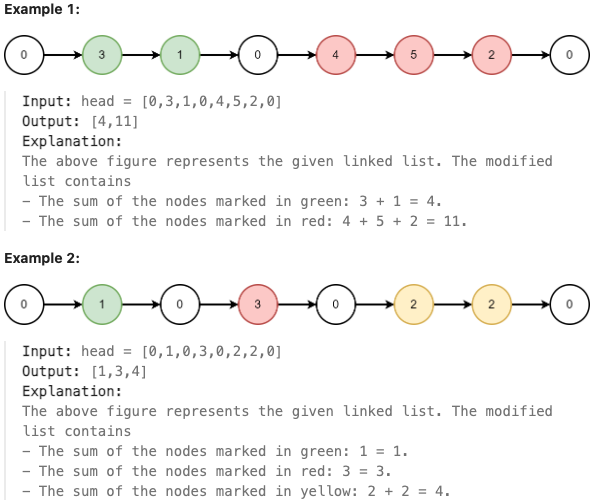 Example 1:
0 3 1 0 4 5 2 0
Input: head = [0,3,1,0,4,5,2,0]
Output: [4,11]
Explanation:
The above figure represents the given linked list. The modified
list contains
- The sum of the nodes marked in green: 3 + 1 = 4.
- The sum of the nodes marked in red: 4 + 5 + 2 = 11.
Example 2:
0 1 0 3 0 2 2 0
Input: head = [0,1,0,3,0,2,2,0]
Output: [1,3,4]
Explanation:
The above figure represents the given linked list. The modified
list contains
- The sum of the nodes marked in green: 1 = 1.
- The sum of the nodes marked in red: 3 = 3.
- The sum of the nodes marked in yellow: 2 + 2 = 4.